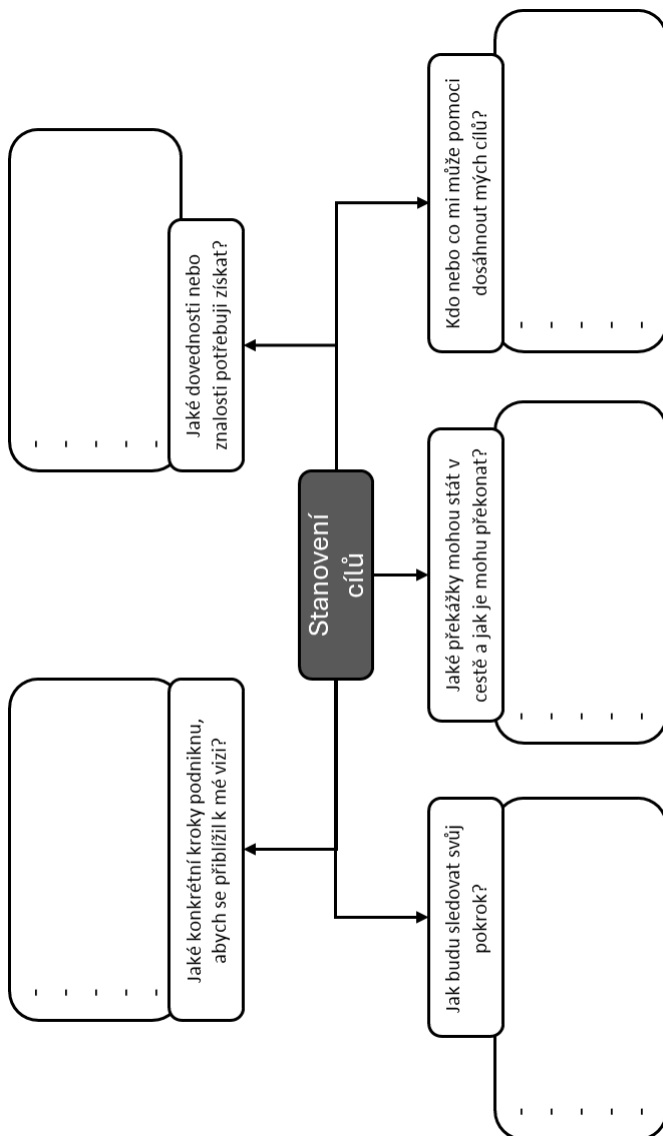 Jaké konkrétní kroky podniknu,
abych se přiblížil k mé vizi?
-
-
-
-
-
Jaké dovednosti nebo
znalosti potřebuji získat?
-
-
-
-
-
Stanovení
cílů
Jak budu sledovat svůj
pokrok?
-
-
-
-
-
Jaké překážky mohou stát v
cestě a jak je mohu překonat?
-
-
-
-
-
Kdo nebo co mi může pomoci
dosáhnout mých cílů?
-
-
-
-
-